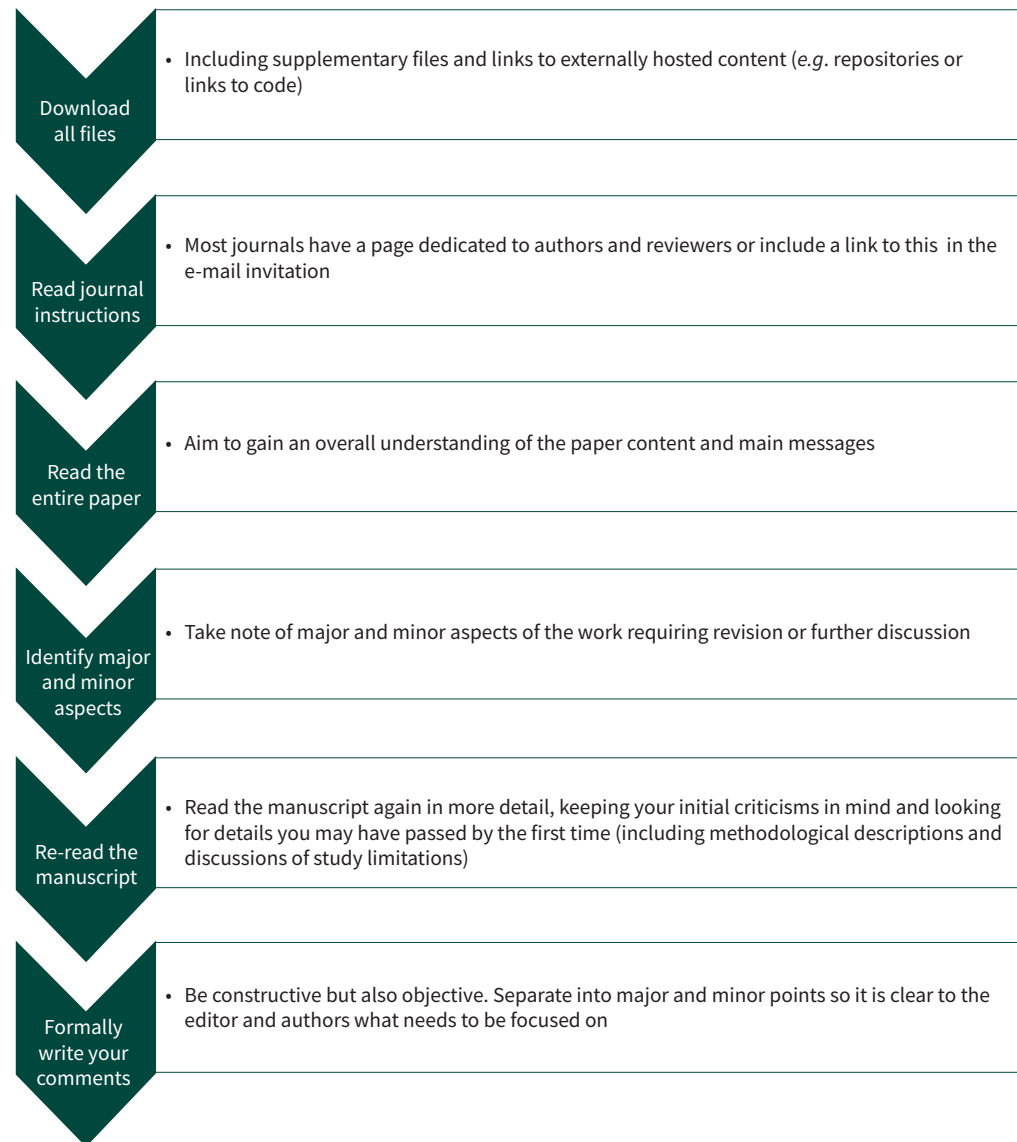 Download
all files
• Including supplementary files and links to externally hosted content (e.g. repositories or
links to code)
Read journal
instructions
• Most journals have a page dedicated to authors and reviewers or include a link to this in the
e-mail invitation
Read the
entire paper
• Aim to gain an overall understanding of the paper content and main messages
Identify major
and minor
aspects
• Take note of major and minor aspects of the work requiring revision or further discussion
Re-read the
manuscript
• Read the manuscript again in more detail, keeping your initial criticisms in mind and looking
for details you may have passed by the first time (including methodological descriptions and
discussions of study limitations)
Formally
write your
comments
• Be constructive but also objective. Separate into major and minor points so it is clear to the
editor and authors what needs to be focused on